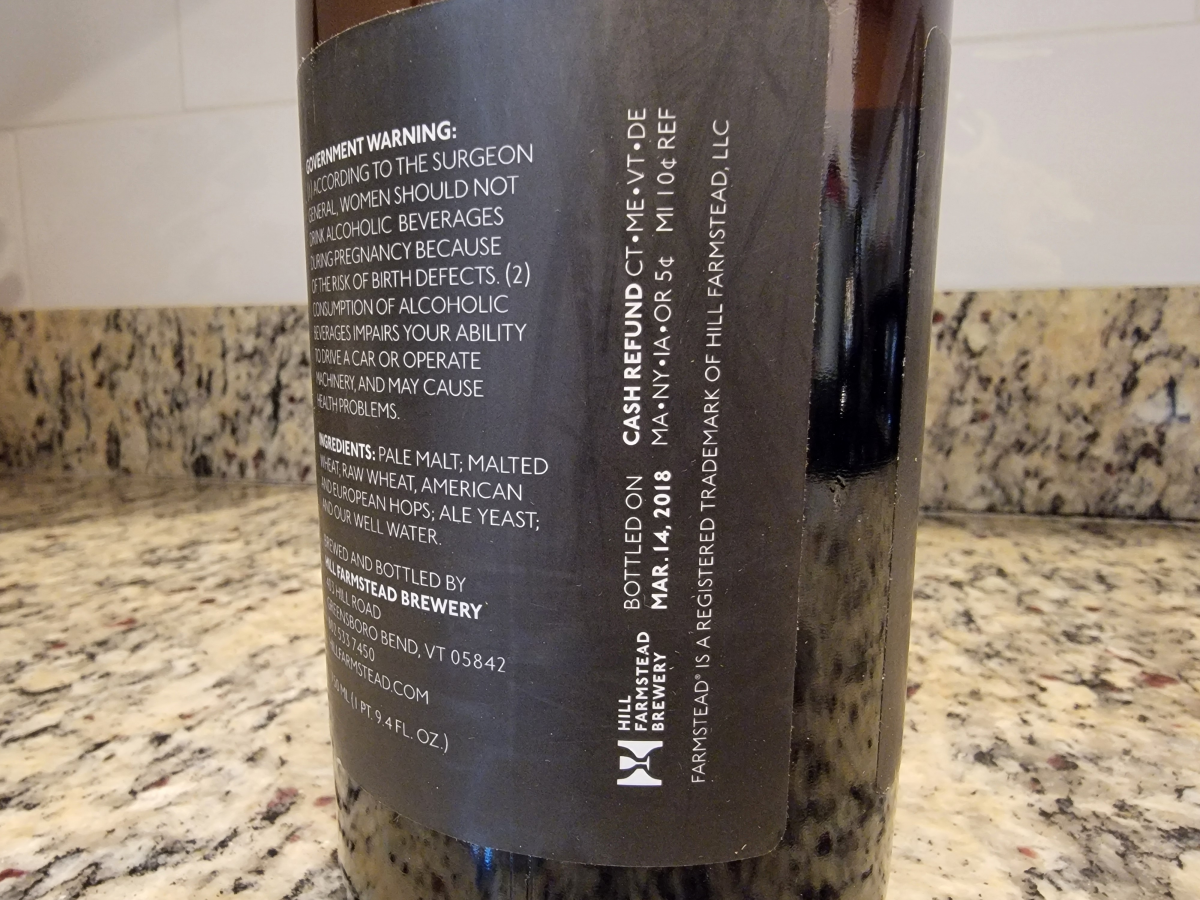 GOVERNMENT WARNING:
(1) ACCORDING TO THE SURGEON
GENERAL, WOMEN SHOULD NOT
DRINK ALCOHOLIC BEVERAGES
DURING PREGNANCY BECAUSE
OF THE RISK OF BIRTH DEFECTS. (2)
CONSUMPTION OF ALCOHOLIC
BEVERAGES IMPAIRS YOUR ABILITY
TO DRIVE A CAR OR OPERATE
MACHINERY, AND MAY CAUSE
HEALTH PROBLEMS.
INGREDIENTS: PALE MALT; MALTED
WHEAT, RAW WHEAT, AMERICAN
AND EUROPEAN HOPS; ALE YEAST;
AND OUR WELL WATER.
BREWED AND BOTTLED BY
HILL FARMSTEAD BREWERY
HILL ROAD
GREENSBORO BEND, VT 05842
533 7450
HILLFARMSTEAD.COM
(1 PT. 9.4 FL. OZ.)
HILL
FARMSTEAD
BREWERY
BOTTLED ON
MAR.14, 2018
CASH REFUND CT•ME•VT•DE
MA•NY•IA•OR 5¢ MI 10¢ REF
FARMSTEAD® IS A REGISTERED TRADEMARK OF HILL FARMSTEAD, LLC